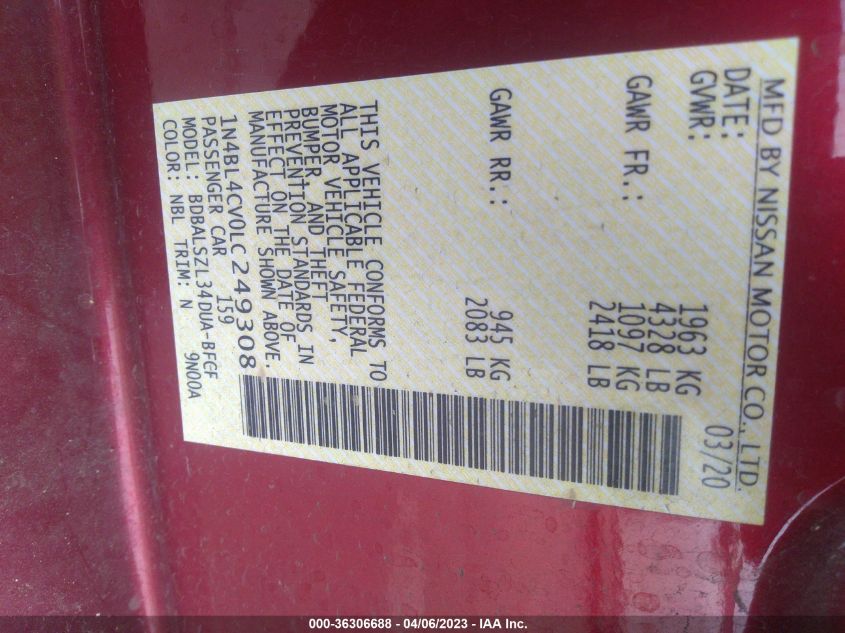 MFD BY NISSAN MOTOR CO., LTD.
DATE: 03/20
GVWR: 1963 KG
4328 LB
GAWR FR.: 1097 KG
2418 LB
GAWR RR.: 945 KG
2083 LB
THIS VEHICLE CONFORMS TO
ALL APPLICABLE FEDERAL
MOTOR VEHICLE SAFETY,
BUMPER, AND THEFT
PREVENTION STANDARDS IN
EFFECT ON THE DATE OF
MANUFACTURE SHOWN ABOVE.
1N4BL4CV0LC249308
PASSENGER CAR 159
MODEL: BDBALSZL34DUA-BFCF
COLOR: NBL TRIM: N 9N00A
000-36306688 - 04/06/2023 - IAA Inc.